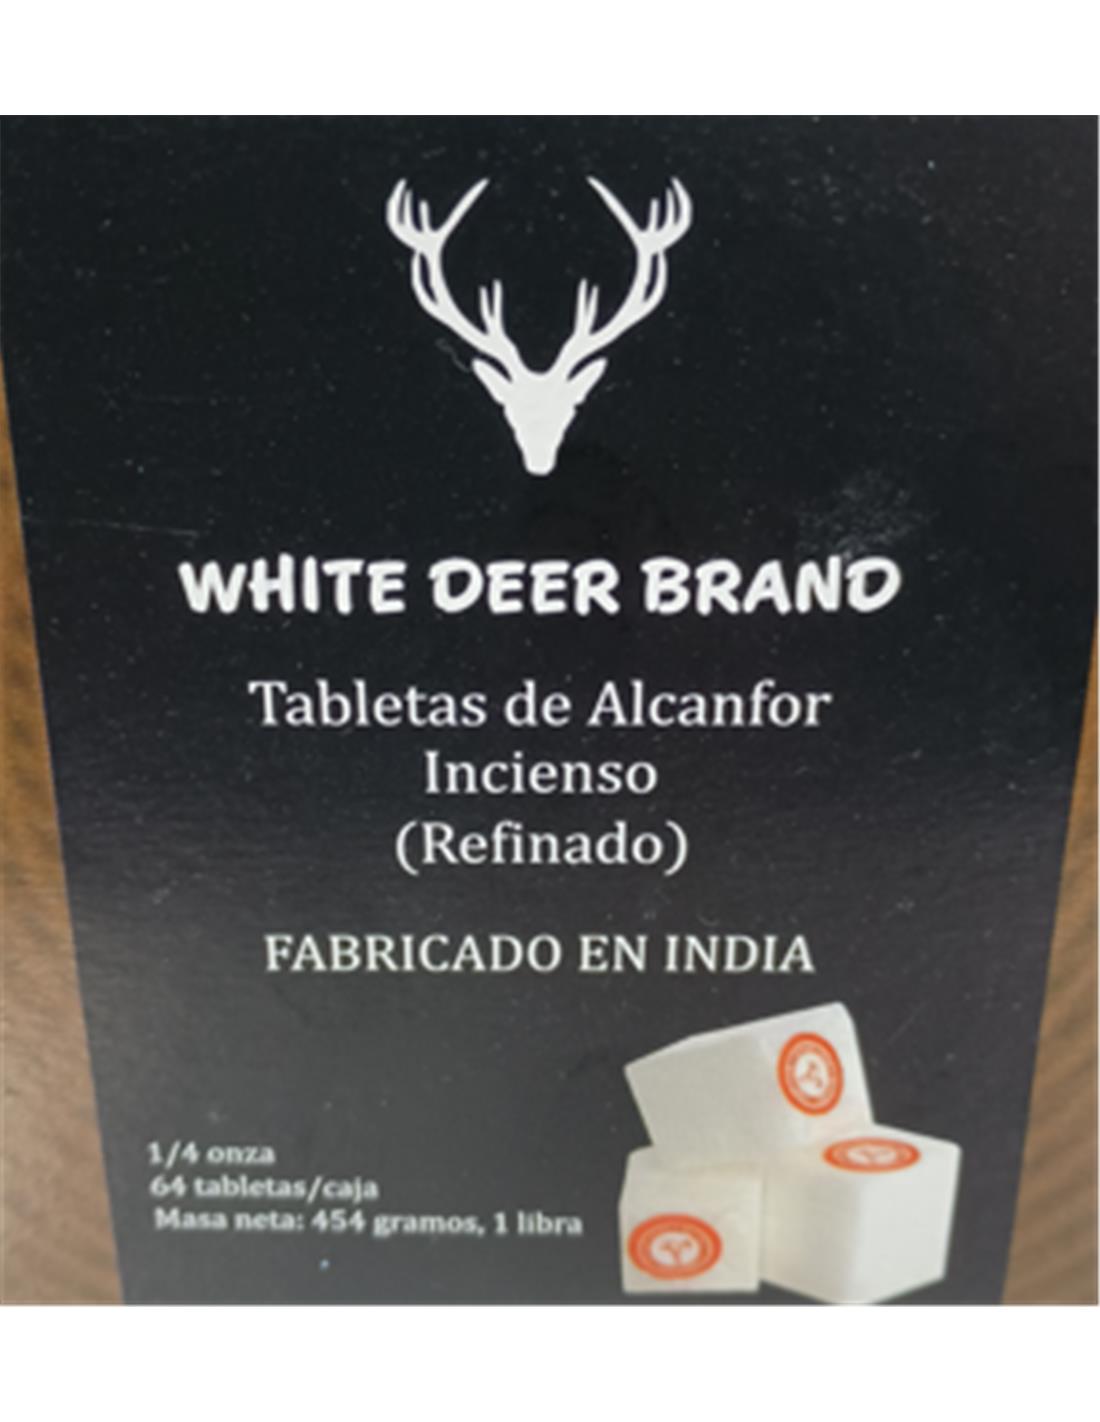 WHITE DEER BRAND
Tabletas de Alcanfor
Incienso
(Refinado)
FABRICADO EN INDIA
1/4 onza
64 tabletas/caja
Masa neta: 454 gramos, 1 libra